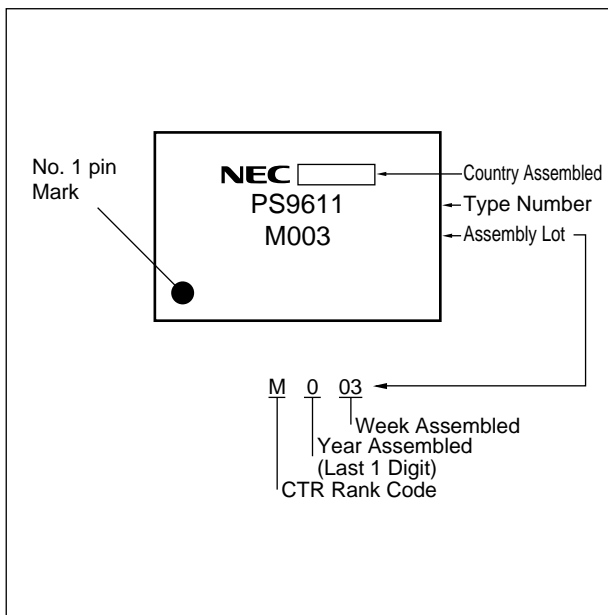 No. 1 pin
Mark
NEC
Country Assembled
PS9611
Type Number
M003
Assembly Lot
M 0 03
Week Assembled
Year Assembled
(Last 1 Digit)
CTR Rank Code